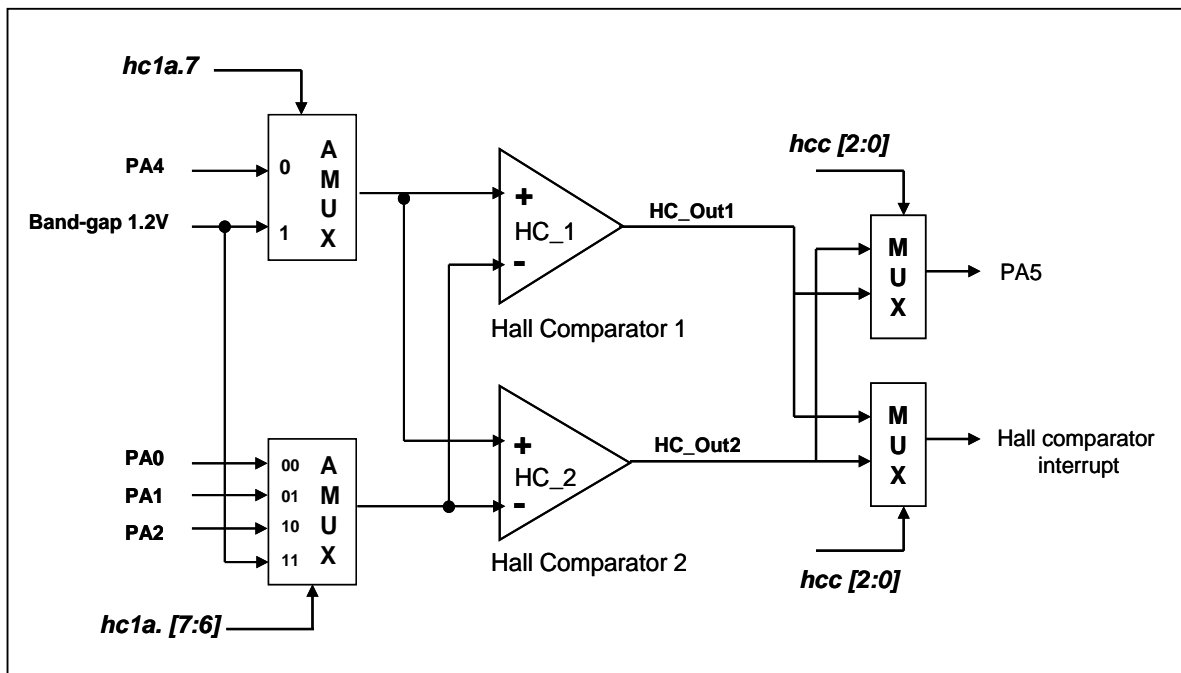 hc1a.7
PA4
Band-gap 1.2V
0
1
A
M
U
X
+
HC_1
-
Hall Comparator 1
HC_Out1
hcc [2:0]
M
U
X
PA5
PA0
PA1
PA2
00
01
10
11
A
M
U
X
hc1a. [7:6]
+
HC_2
-
Hall Comparator 2
HC_Out2
M
U
X
Hall comparator
interrupt
hcc [2:0]